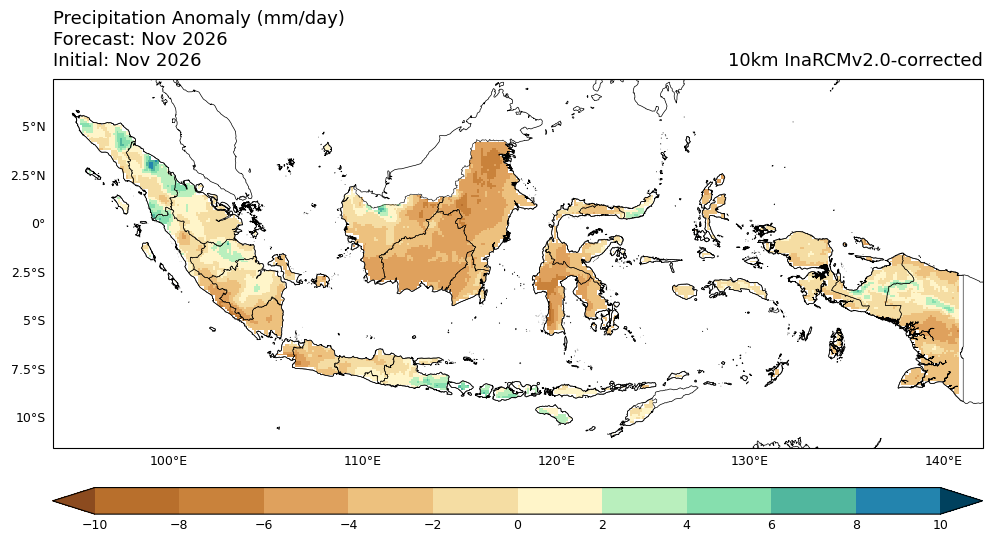 Precipitation Anomaly (mm/day)
Forecast: Nov 2026
Initial: Nov 2026
10km InaRCMv2.0-corrected
5°N
2.5°N
0°
2.5°S
5°S
7.5°S
10°S
100°E 110°E 120°E 130°E 140°E
−10 −8 −6 −4 −2 0 2 4 6 8 10